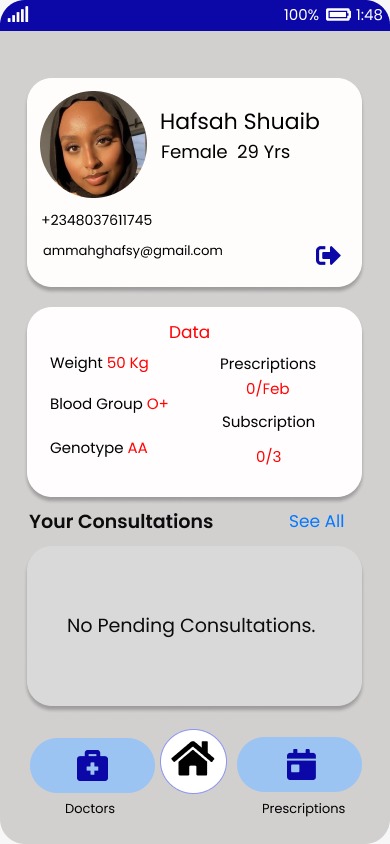 100% 1:48
Hafsah Shuaib
Female 29 Yrs
+2348037611745
ammahghafsy@gmail.com
Data
Weight 50 Kg
Blood Group O+
Genotype AA
Prescriptions
0/Feb
Subscription
0/3
Your Consultations See All
No Pending Consultations.
Doctors
Prescriptions